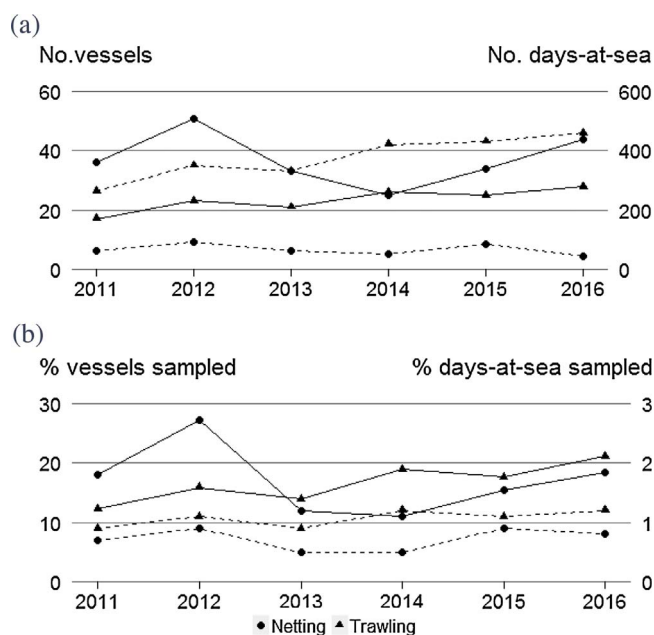 (a)
No.vessels No. days-at-sea
60 600
40 400
20 200
0 0
2011 2012 2013 2014 2015 2016
(b)
% vessels sampled % days-at-sea sampled
30 3
20 2
10 1
0 0
2011 2012 2013 2014 2015 2016
Netting Trawling